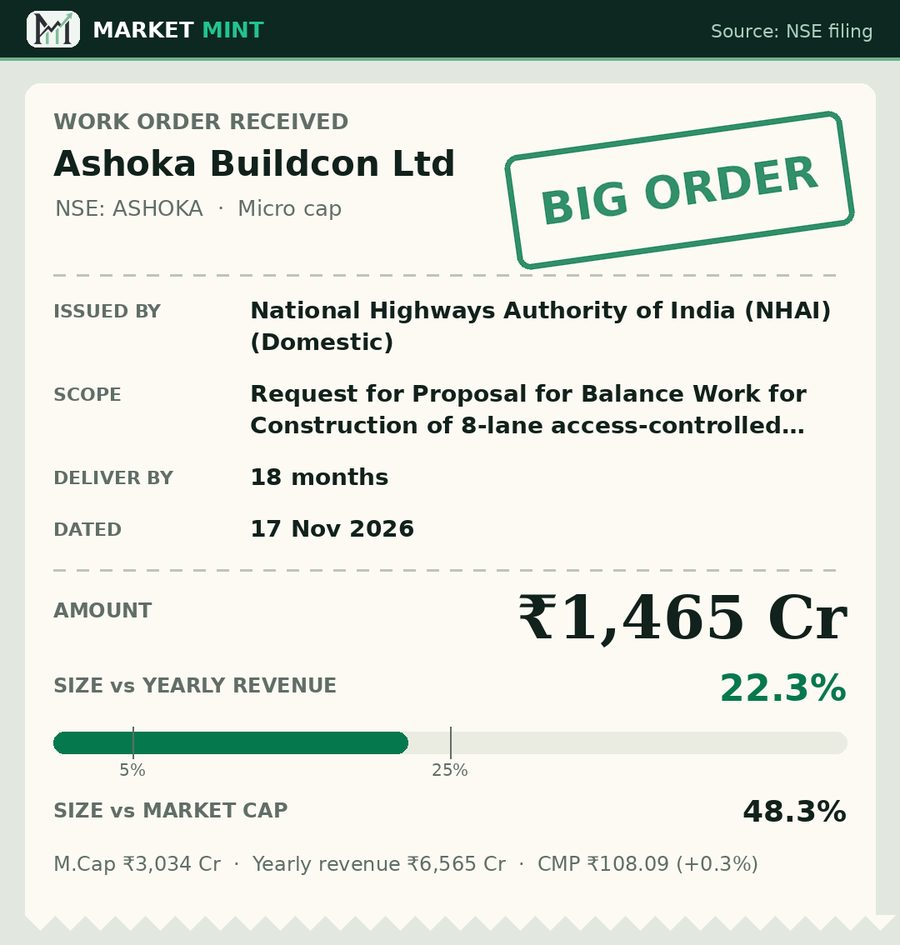 MARKET MINT
Source: NSE filing
WORK ORDER RECEIVED
Ashoka Buildcon Ltd
NSE: ASHOKA · Micro cap
BIG ORDER
ISSUED BY
National Highways Authority of India (NHAI)
(Domestic)
SCOPE
Request for Proposal for Balance Work for
Construction of 8-lane access-controlled...
DELIVER BY
18 months
DATED
17 Nov 2026
AMOUNT
₹1,465 Cr
SIZE vs YEARLY REVENUE
22.3%
5%
25%
SIZE vs MARKET CAP
48.3%
M.Cap ₹3,034 Cr · Yearly revenue ₹6,565 Cr · CMP ₹108.09 (+0.3%)